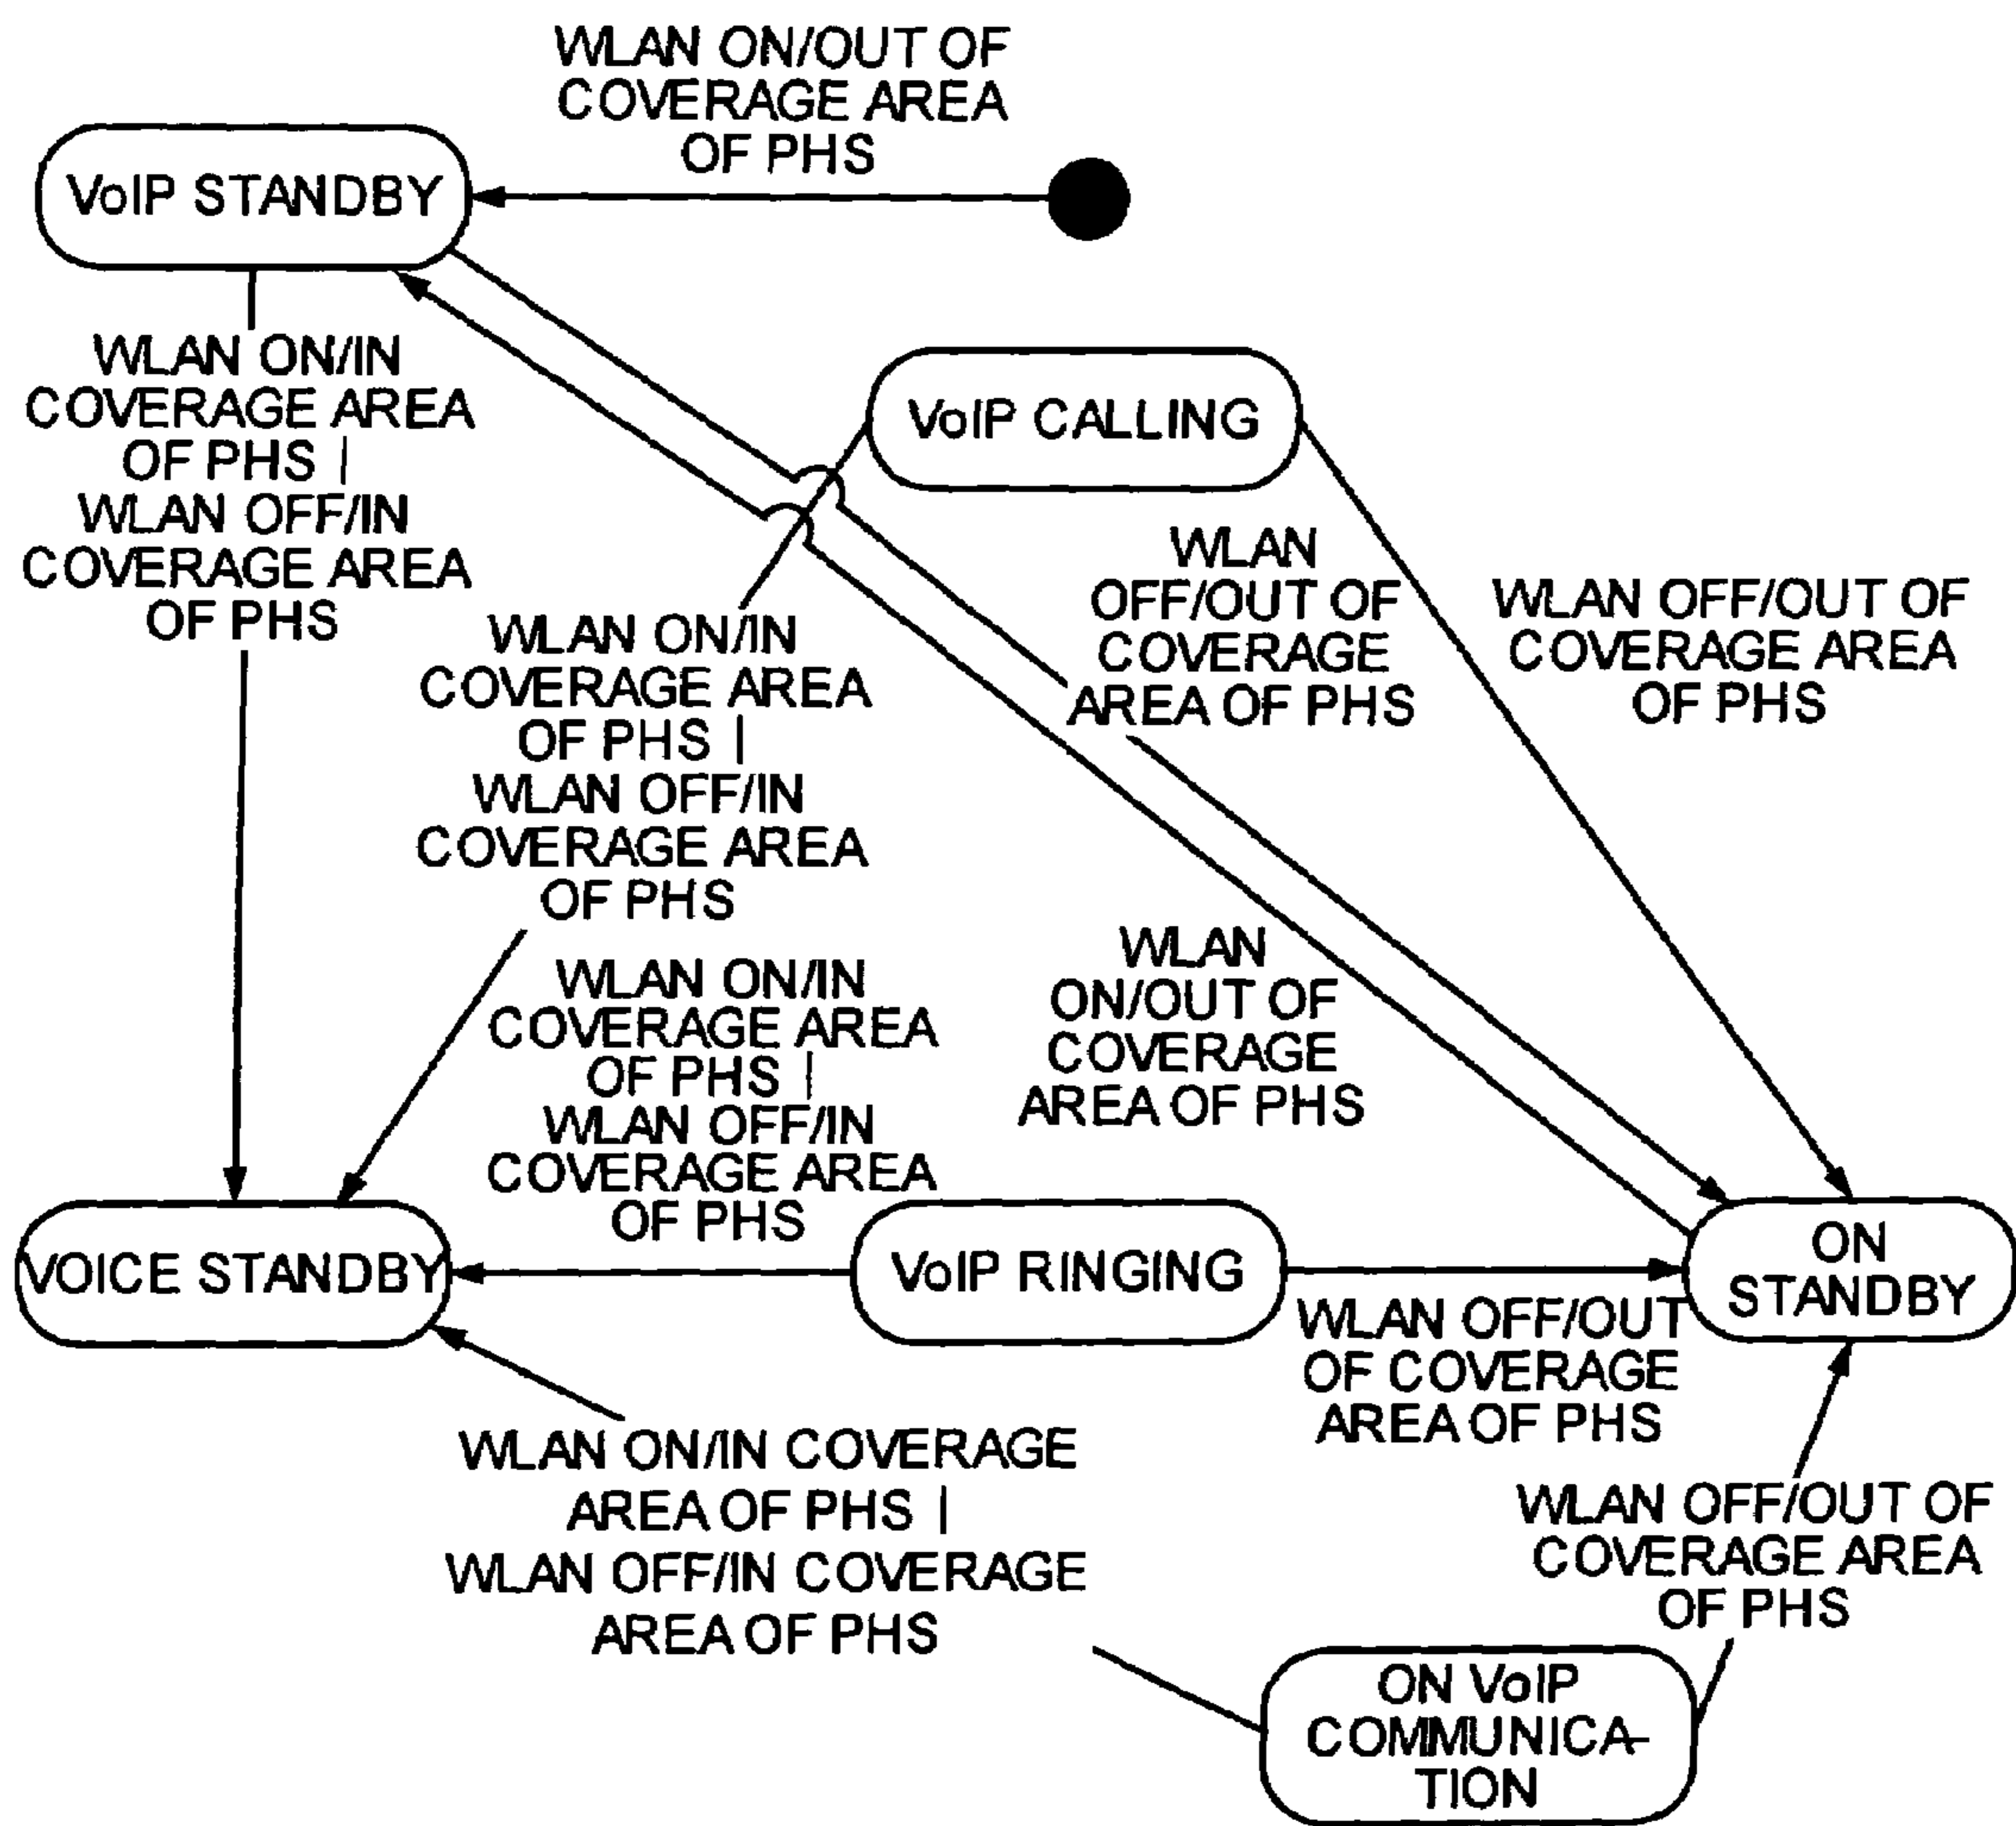 WLAN ON/OUT OF
COVERAGE AREA
OF PHS
VoIP STANDBY
WLAN ON/IN
COVERAGE AREA
OF PHS |
WLAN OFF/IN
COVERAGE AREA
OF PHS
VoIP CALLING
WLAN
OFF/OUT OF
COVERAGE
AREA OF PHS
WLAN OFF/OUT OF
COVERAGE AREA
OF PHS
WLAN ON/IN
COVERAGE AREA
OF PHS |
WLAN OFF/IN
COVERAGE AREA
OF PHS
WLAN
ON/OUT OF
COVERAGE
AREA OF PHS
WLAN ON/IN
COVERAGE AREA
OF PHS |
WLAN OFF/IN
COVERAGE AREA
OF PHS
VOICE STANDBY
VoIP RINGING
ON
STANDBY
WLAN OFF/OUT
OF COVERAGE
AREA OF PHS
WLAN ON/IN COVERAGE
AREA OF PHS |
WLAN OFF/IN COVERAGE
AREA OF PHS
WLAN OFF/OUT OF
COVERAGE AREA
OF PHS
ON VoIP
COMMUNICA-
TION